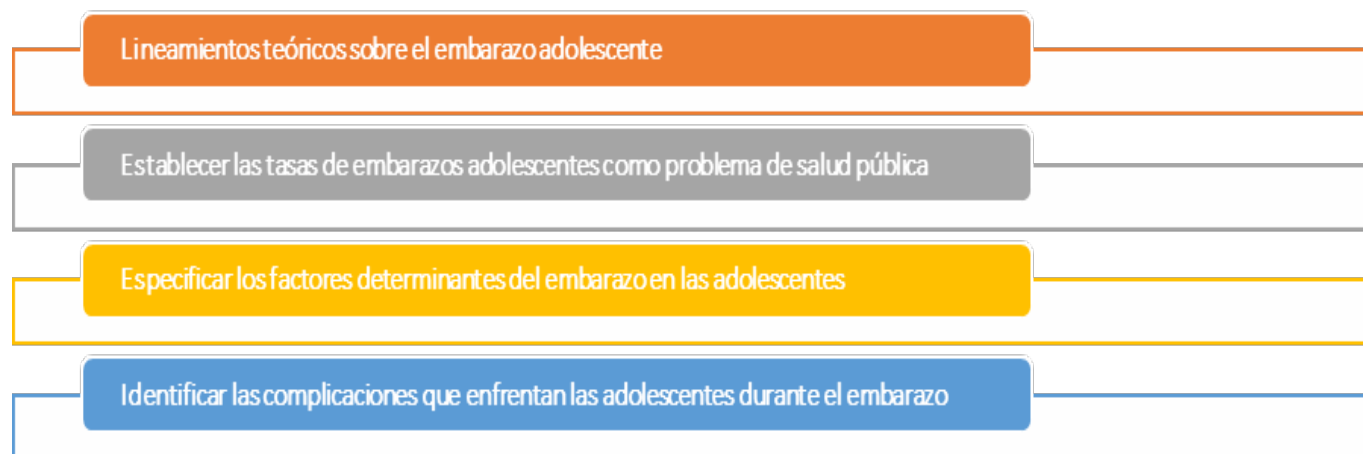 Lineamientos teóricos sobre el embarazo adolescente
Establecer las tasas de embarazos adolescentes como problema de salud pública
Especificar los factores determinantes del embarazo en las adolescentes
Identificar las complicaciones que enfrentan las adolescentes durante el embarazo